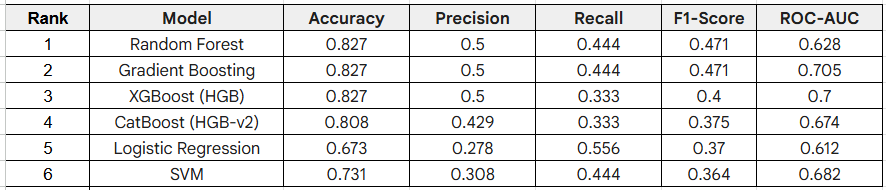 Rank Model Accuracy Precision Recall F1-Score ROC-AUC
1 Random Forest 0.827 0.5 0.444 0.471 0.628
2 Gradient Boosting 0.827 0.5 0.444 0.471 0.705
3 XGBoost (HGB) 0.827 0.5 0.333 0.4 0.7
4 CatBoost (HGB-v2) 0.808 0.429 0.333 0.375 0.674
5 Logistic Regression 0.673 0.278 0.556 0.37 0.612
6 SVM 0.731 0.308 0.444 0.364 0.682